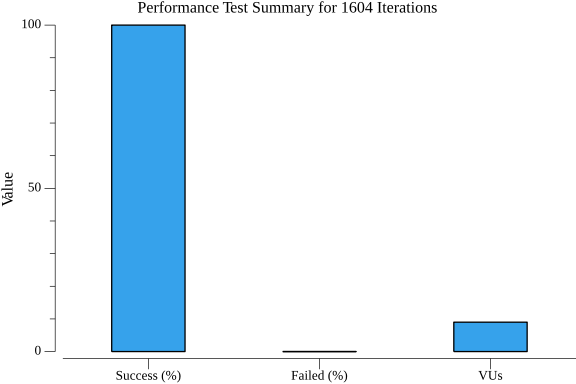 Performance Test Summary for 1604 Iterations
100
50
0
Value
Success (%)
Failed (%)
VUs